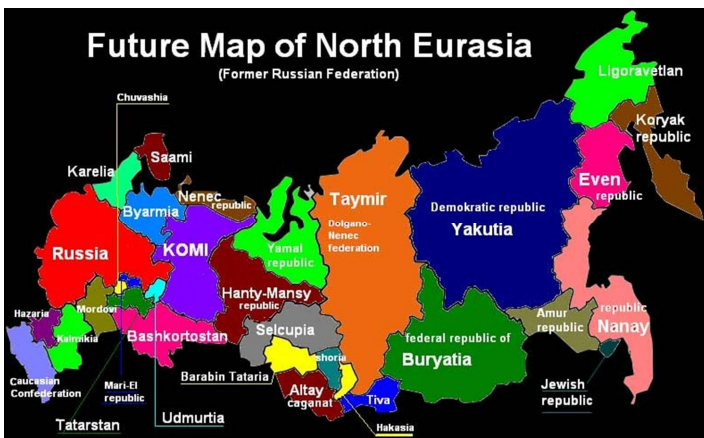 Future Map of North Eurasia
(Former Russian Federation)
Chuvashia
Ligoravetlan
Koryak
republic
Saami
Karelia
Nenec
republic
Taymir
Dolgano-
Nenec
federation
Even
republic
Byarmia
Demokratic republic
Yakutia
Russia
KOMI
Yamal
republic
Hanty-Mansy
republic
Mordovi
Hazaria
Kalmikia
Bashkortostan
Selcupia
shoria
Amur
republic
republic
Nanay
federal republic of
Buryatia
Caucasian
Confederation
Mari-El
republic
Barabin Tataria
Altay
caganat
Tiva
Jewish
republic
Tatarstan
Udmurtia
Hakasia